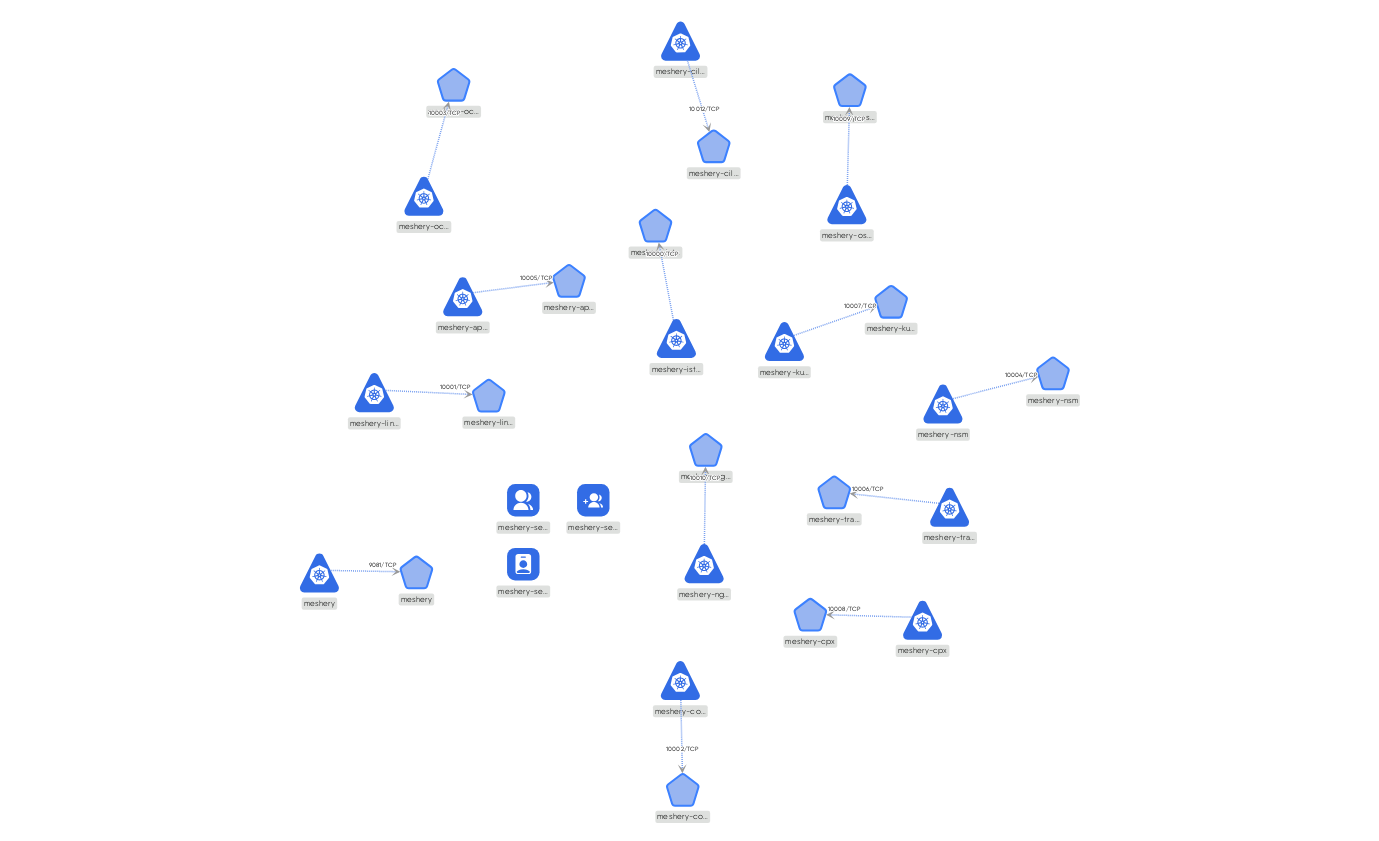 meshery-cil...
10012/TCP
meshery-cil...
10003/TCP
-oc...
meshery-oc...
10009/TCP
s...
meshery-os...
mes
10000/TCP
meshery-ist...
10005/TCP
meshery-ap...
meshery-ap...
10007/TCP
meshery-ku...
meshery-ku...
10001/TCP
meshery-lin...
meshery-lin...
10004/TCP
meshery-nsm
meshery-nsm
10010/TCP
g...
meshery-ng...
10006/TCP
meshery-tra...
meshery-tra...
meshery-se...
meshery-se...
meshery-se...
9081/TCP
meshery
meshery
10008/TCP
meshery-cpx
meshery-cpx
meshery-co...
10002/TCP
meshery-co...